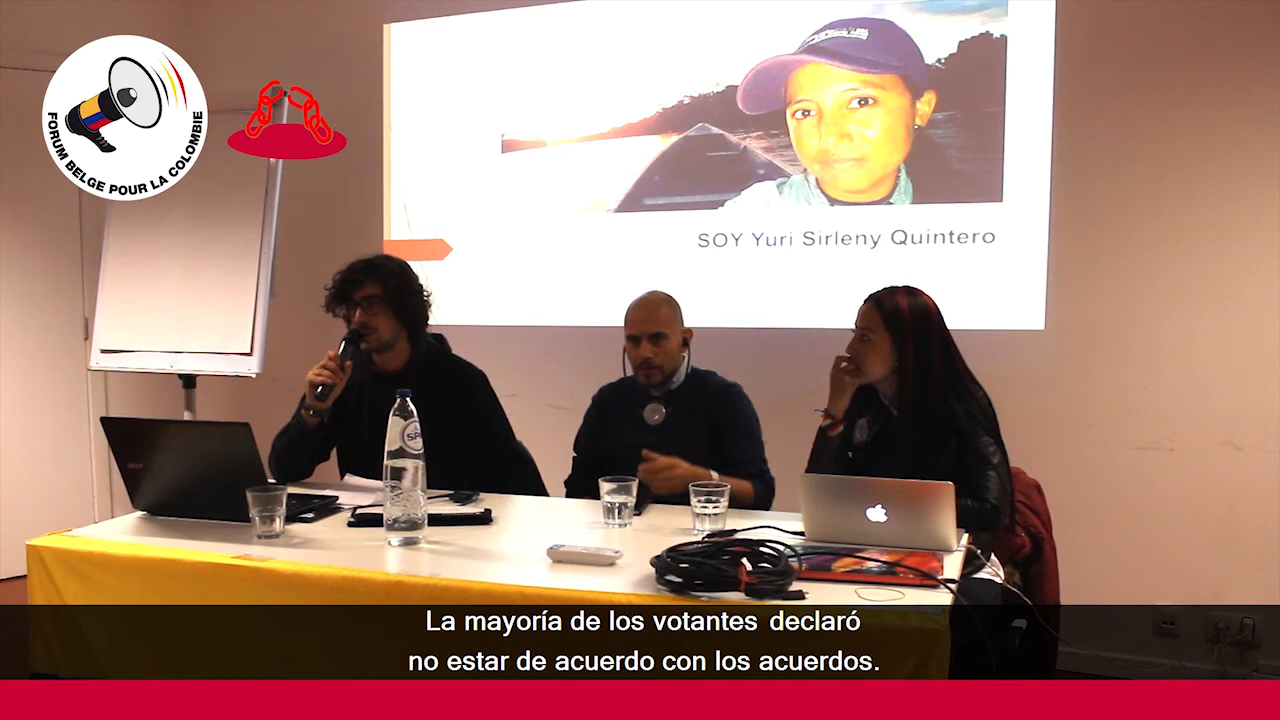 FORUM BELGE POUR LA COLOMBIE
SOY Yuri Sirleny Quintero
SPA
La mayoría de los votantes declaró
no estar de acuerdo con los acuerdos.